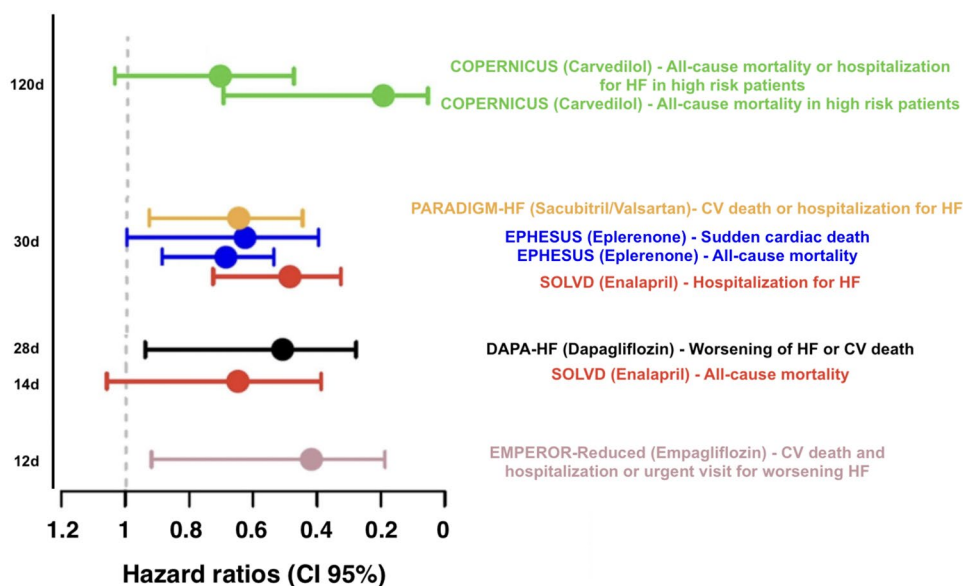 120d
COPERNICUS (Carvedilol) - All-cause mortality or hospitalization
for HF in high risk patients
COPERNICUS (Carvedilol) - All-cause mortality in high risk patients
PARADIGM-HF (Sacubitril/Valsartan)- CV death or hospitalization for HF
30d
EPHESUS (Eplerenone) - Sudden cardiac death
EPHESUS (Eplerenone) - All-cause mortality
SOLVD (Enalapril) - Hospitalization for HF
28d
DAPA-HF (Dapagliflozin) - Worsening of HF or CV death
14d
SOLVD (Enalapril) - All-cause mortality
12d
EMPEROR-Reduced (Empagliflozin) - CV death and
hospitalization or urgent visit for worsening HF
1.2 1 0.8 0.6 0.4 0.2 0
Hazard ratios (CI 95%)